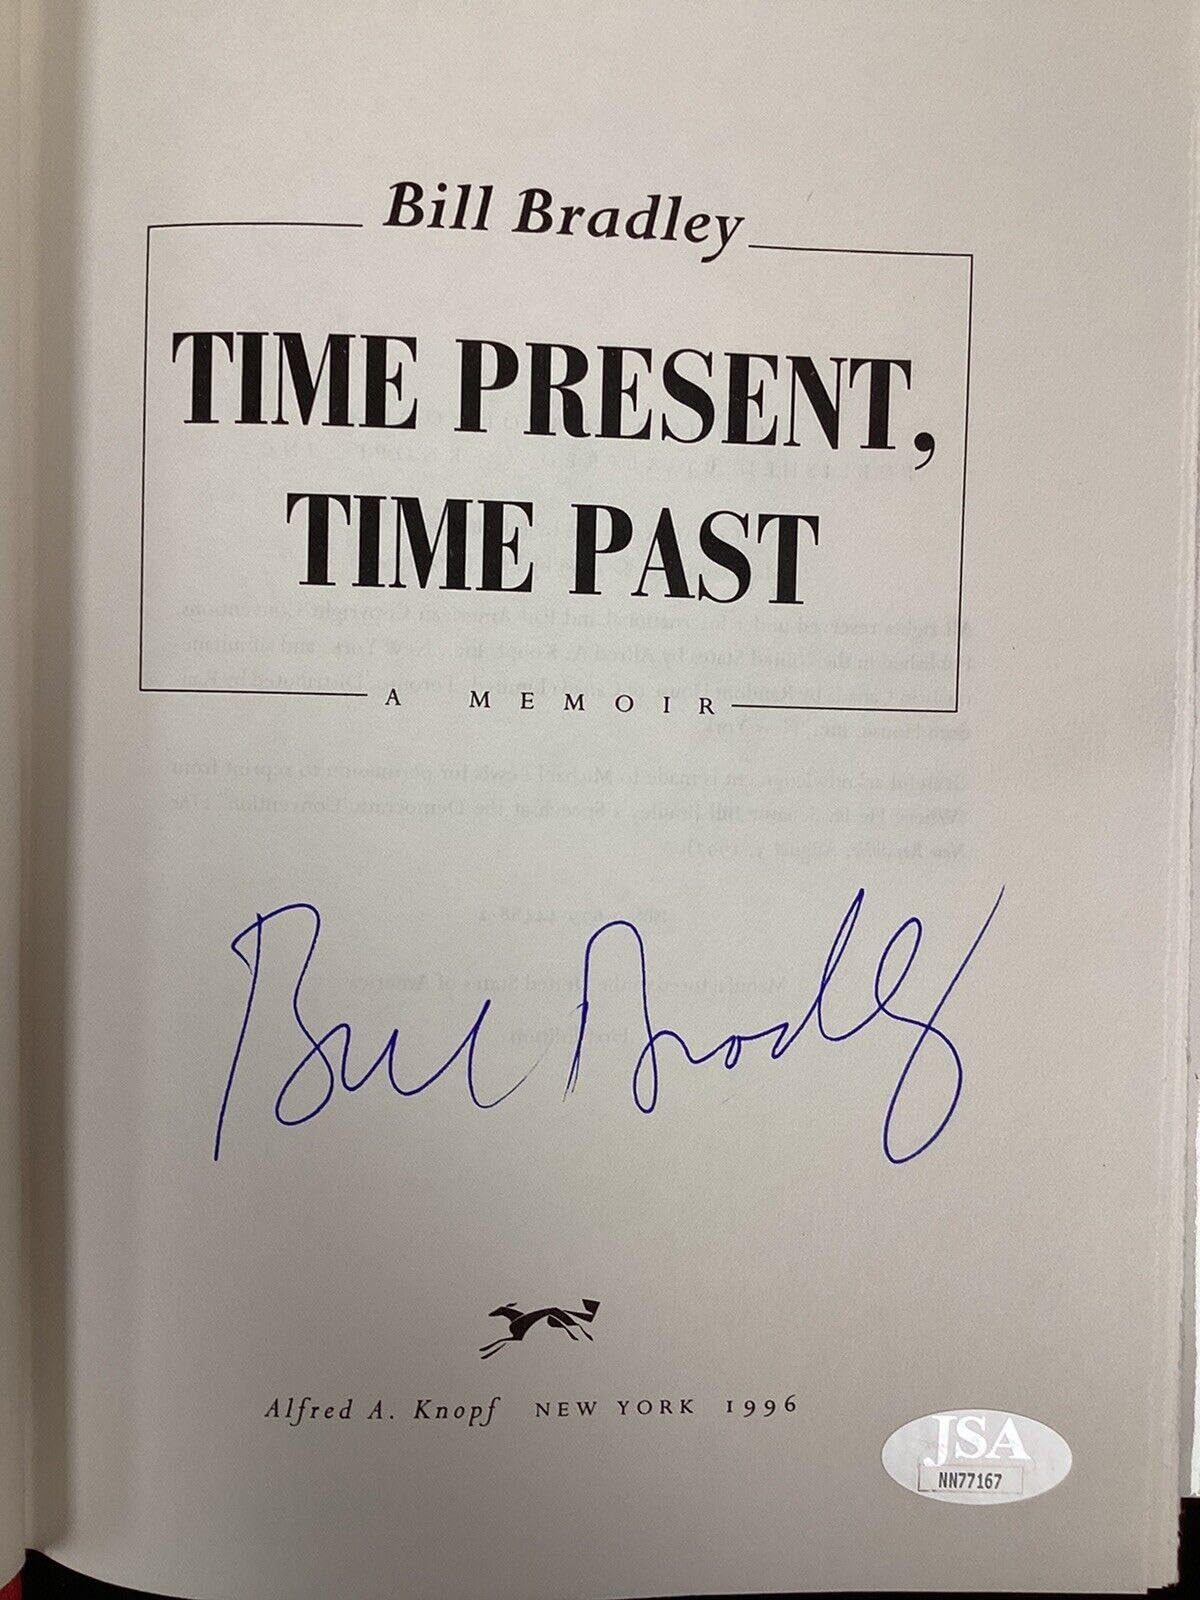 Bill Bradley
TIME PRESENT,
TIME PAST
A MEMOIR
Bill Bradley
Alfred A. Knopf NEW YORK 1996
JSA
NN77167